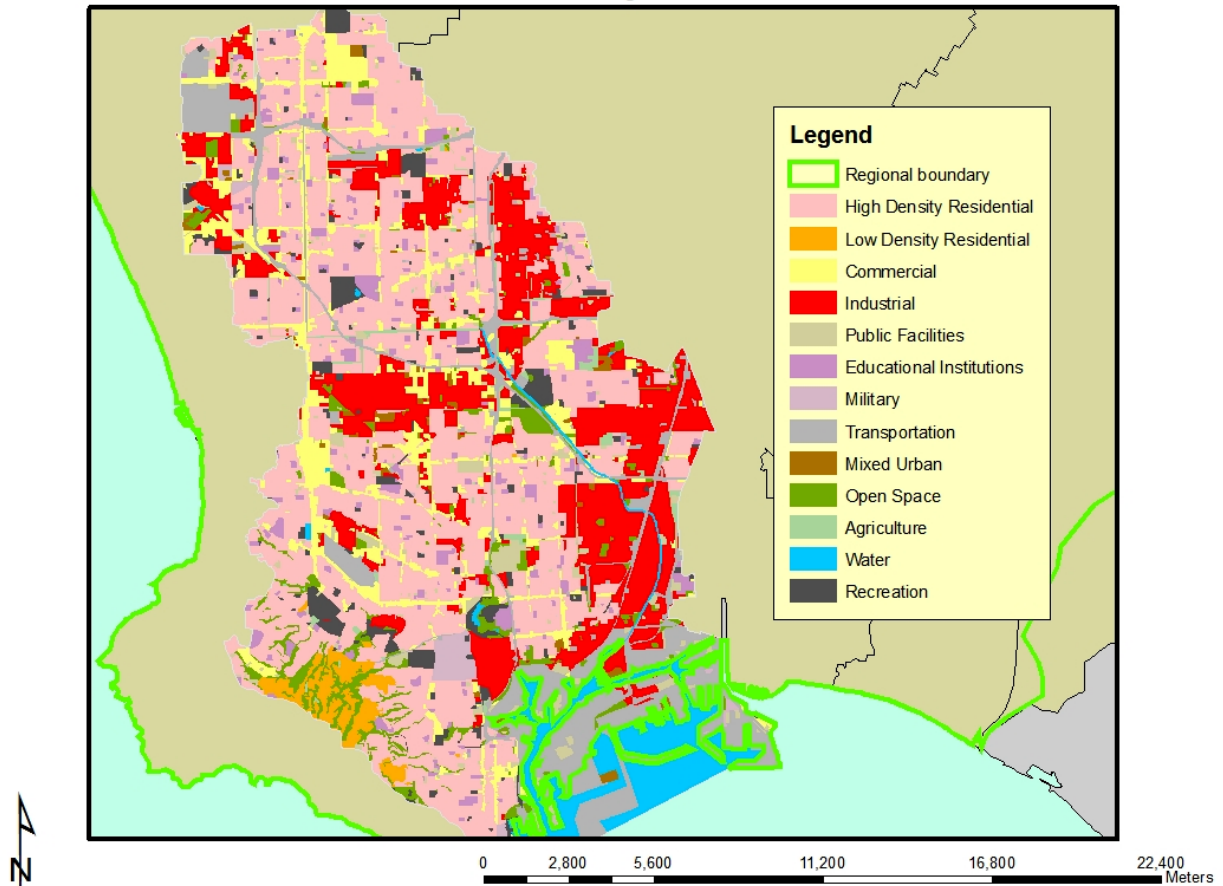 Legend
Regional boundary
High Density Residential
Low Density Residential
Commercial
Industrial
Public Facilities
Educational Institutions
Military
Transportation
Mixed Urban
Open Space
Agriculture
Water
Recreation
N
0 2,800 5,600 11,200 16,800 22,400
Meters